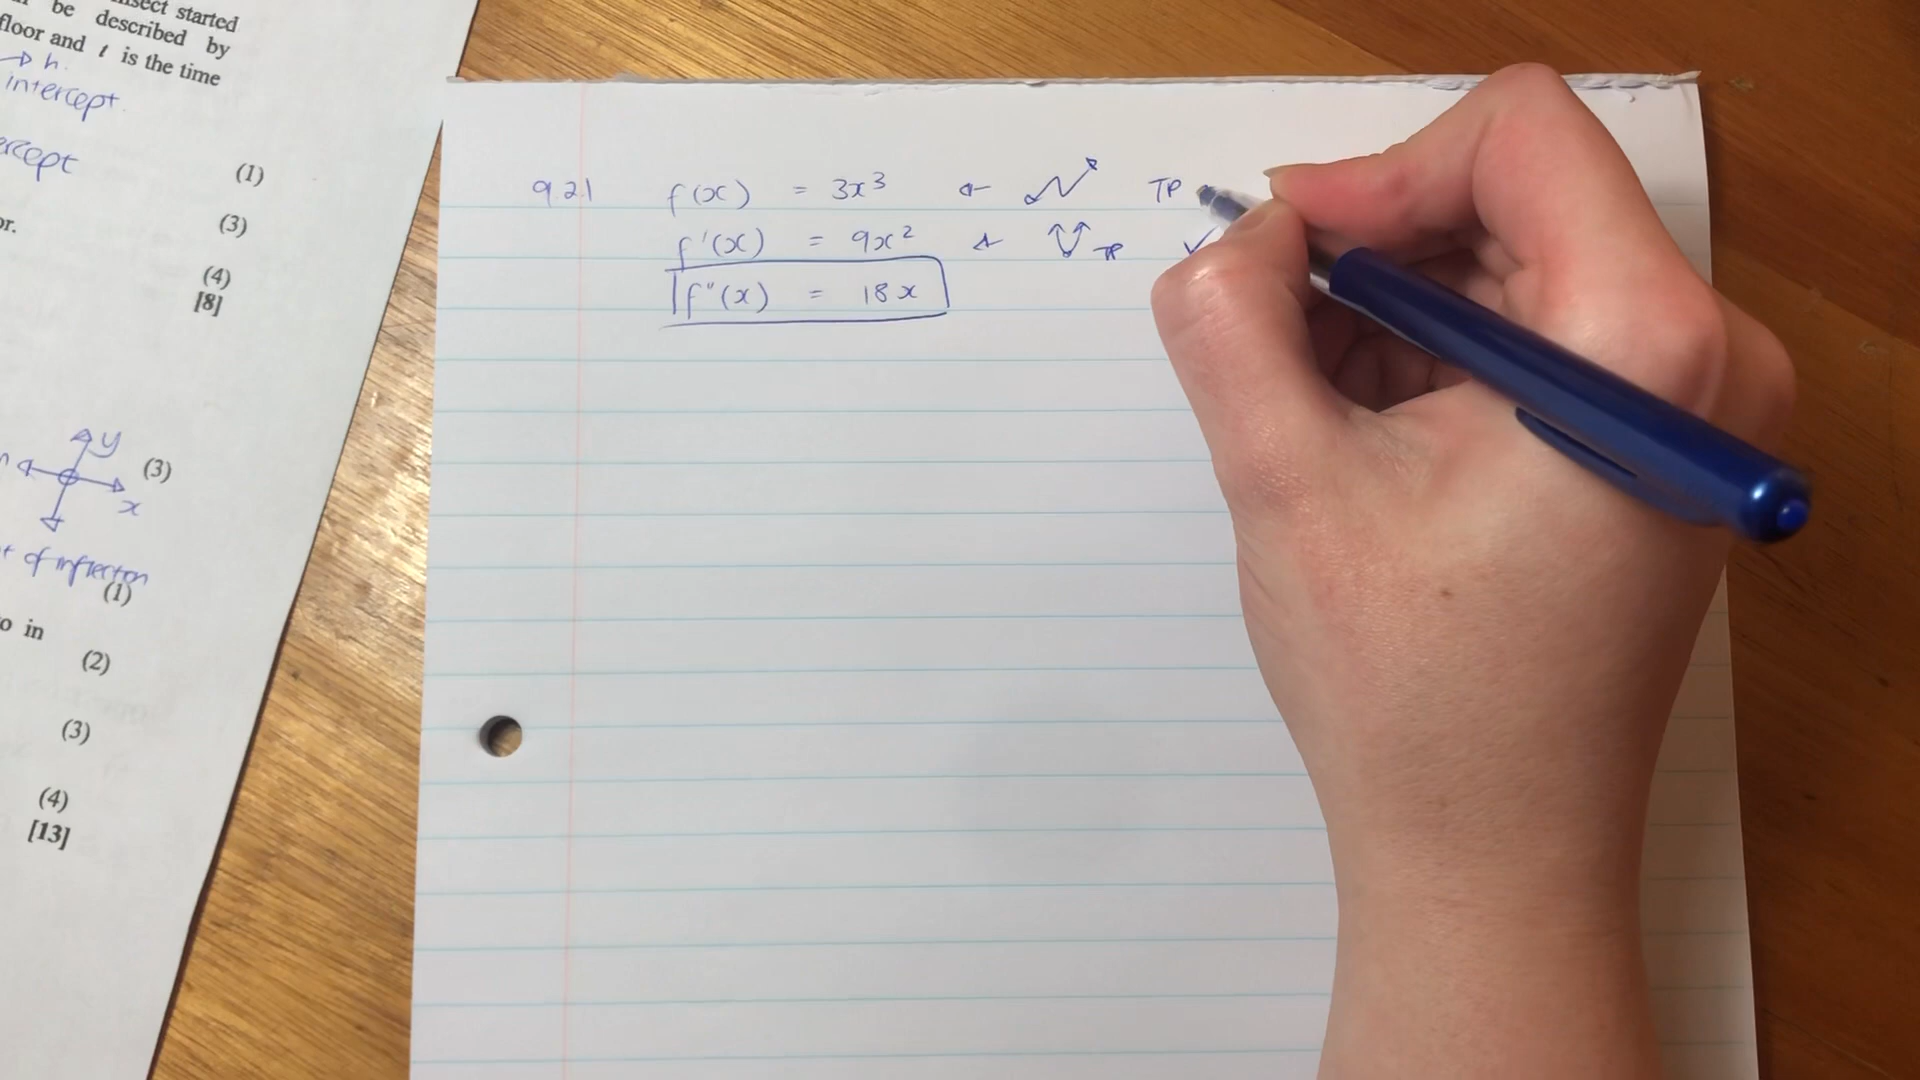 nsect started
be described by
floor and t is the time
h.
intercept.
ercept
(1)
(3)
or.
(4)
[8]
y
(3)
x
of inflection
(1)
o in
(2)
(3)
(4)
[13]
9 2.1 f(x) = 3x³ TP
f'(x) = 9x² TP
f''(x) = 18x